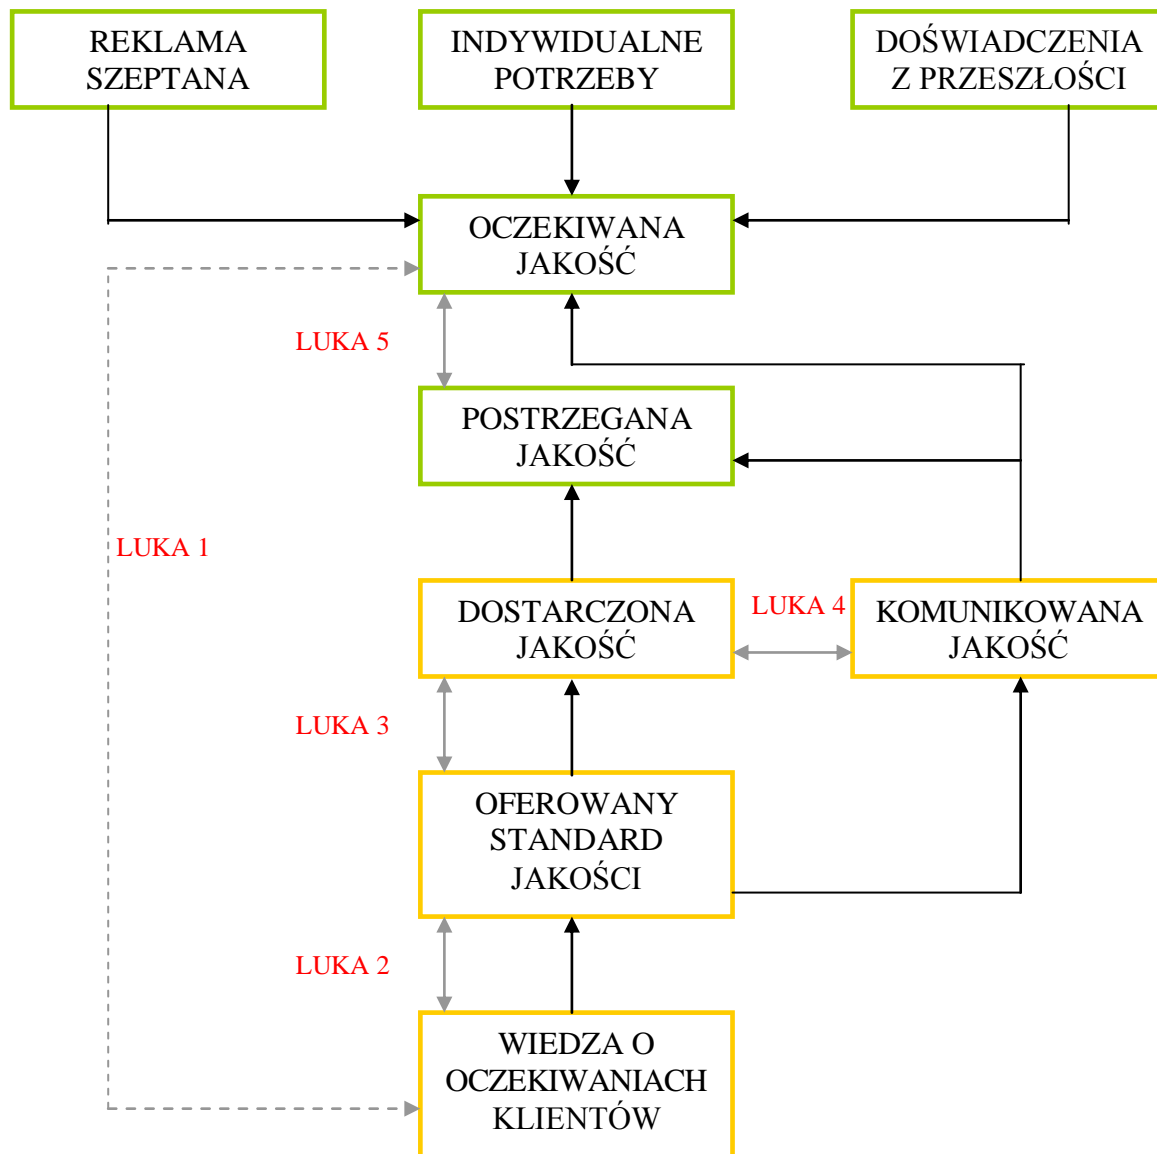 REKLAMA
SZEPTANA
INDYWIDUALNE
POTRZEBY
DOŚWIADCZENIA
Z PRZESZŁOŚCI
OCZEKIWANA
JAKOŚĆ
LUKA 5
POSTRZEGANA
JAKOŚĆ
LUKA 1
DOSTARCZONA
JAKOŚĆ
LUKA 4
KOMUNIKOWANA
JAKOŚĆ
LUKA 3
OFEROWANY
STANDARD
JAKOŚCI
LUKA 2
WIEDZA O
OCZEKIWANIACH
KLIENTÓW